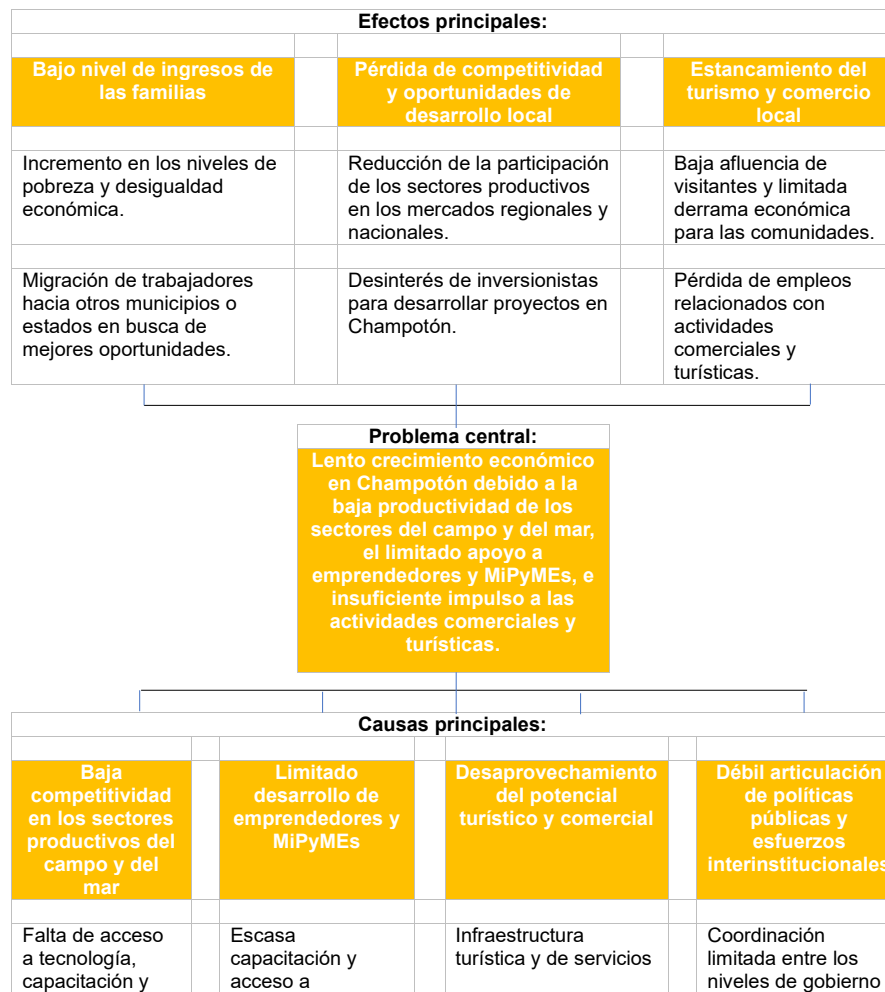 Efectos principales:
Bajo nivel de ingresos de
las familias
Pérdida de competitividad
y oportunidades de
desarrollo local
Estancamiento del
turismo y comercio
local
Incremento en los niveles de
pobreza y desigualdad
económica.
Reducción de la participación
de los sectores productivos
en los mercados regionales y
nacionales.
Baja afluencia de
visitantes y limitada
derrama económica
para las comunidades.
Migración de trabajadores
hacia otros municipios o
estados en busca de
mejores oportunidades.
Desinterés de inversionistas
para desarrollar proyectos en
Champotón.
Pérdida de empleos
relacionados con
actividades
comerciales y
turísticas.
Problema central:
Lento crecimiento económico
en Champotón debido a la
baja productividad de los
sectores del campo y del mar,
el limitado apoyo a
emprendedores y MiPyMEs, e
insuficiente impulso a las
actividades comerciales y
turísticas.
Causas principales:
Baja
competitividad
en los sectores
productivos del
campo y del
mar
Limitado
desarrollo de
emprendedores y
MiPyMEs
Desaprovechamiento
del potencial
turístico y comercial
Débil articulación
de políticas
públicas y
esfuerzos
interinstitucionales
Falta de acceso
a tecnología,
capacitación y
Escasa
capacitación y
acceso a
Infraestructura
turística y de servicios
Coordinación
limitada entre los
niveles de gobierno